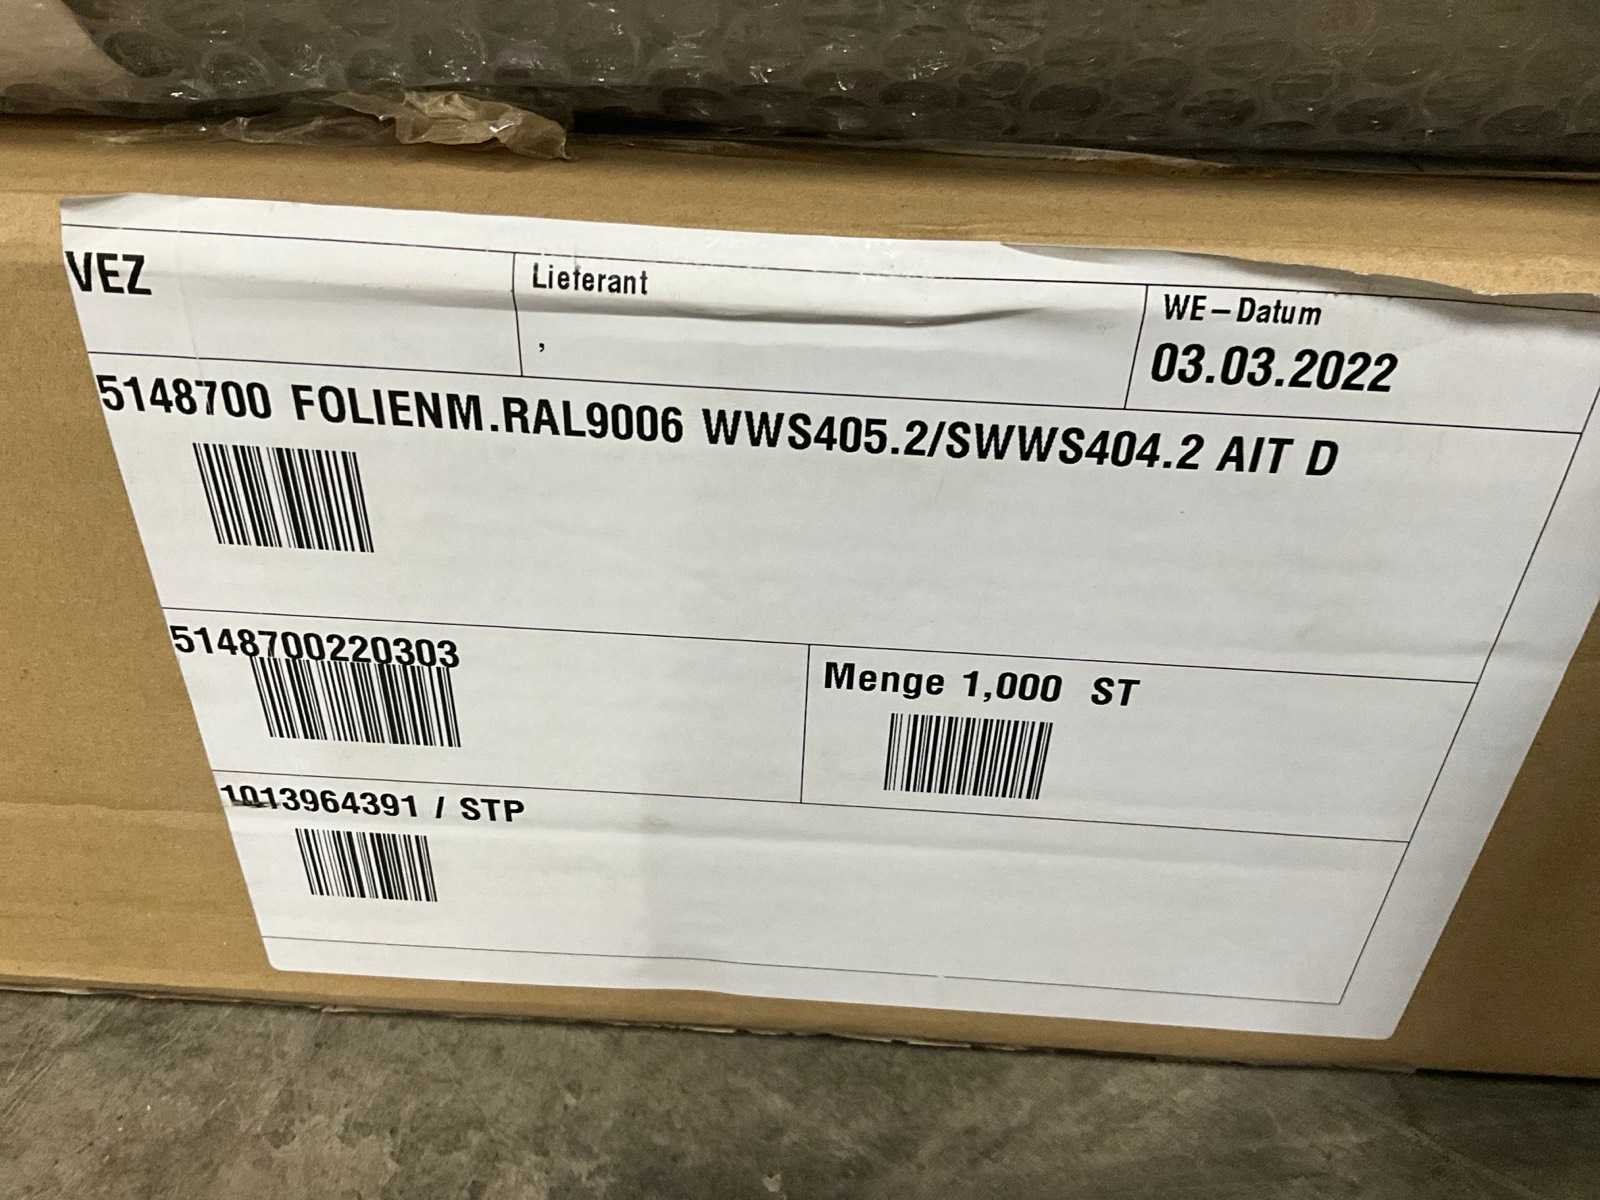 VEZ
Lieferant
,
WE-Datum
03.03.2022
5148700 FOLIENM.RAL9006 WWS405.2/SWWS404.2 AIT D
5148700220303
Menge 1,000 ST
1013964391 / STP